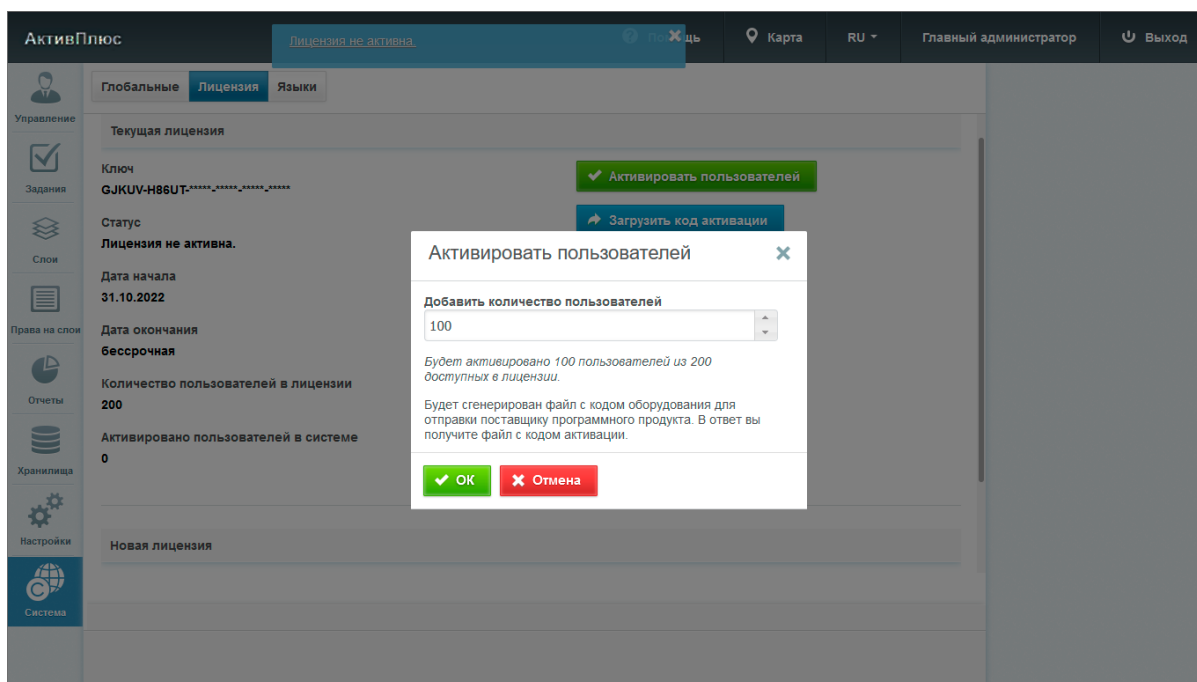 АктивПлюс
Лицензия не активна.
Карта
RU
Главный администратор
Выход
Управление
Задания
Слои
Права на слои
Отчеты
Хранилища
Настройки
Система
Глобальные
Лицензия
Языки
Текущая лицензия
Ключ
GJKUV-H86UT-*****-*****-*****-*****
Статус
Лицензия не активна.
Дата начала
31.10.2022
Дата окончания
бессрочная
Количество пользователей в лицензии
200
Активировано пользователей в системе
0
Активировать пользователей
Загрузить код активации
Активировать пользователей
Добавить количество пользователей
100
Будет активировано 100 пользователей из 200
доступных в лицензии.
Будет сгенерирован файл с кодом оборудования для
отправки поставщику программного продукта. В ответ вы
получите файл с кодом активации.
ОК
Отмена
Новая лицензия